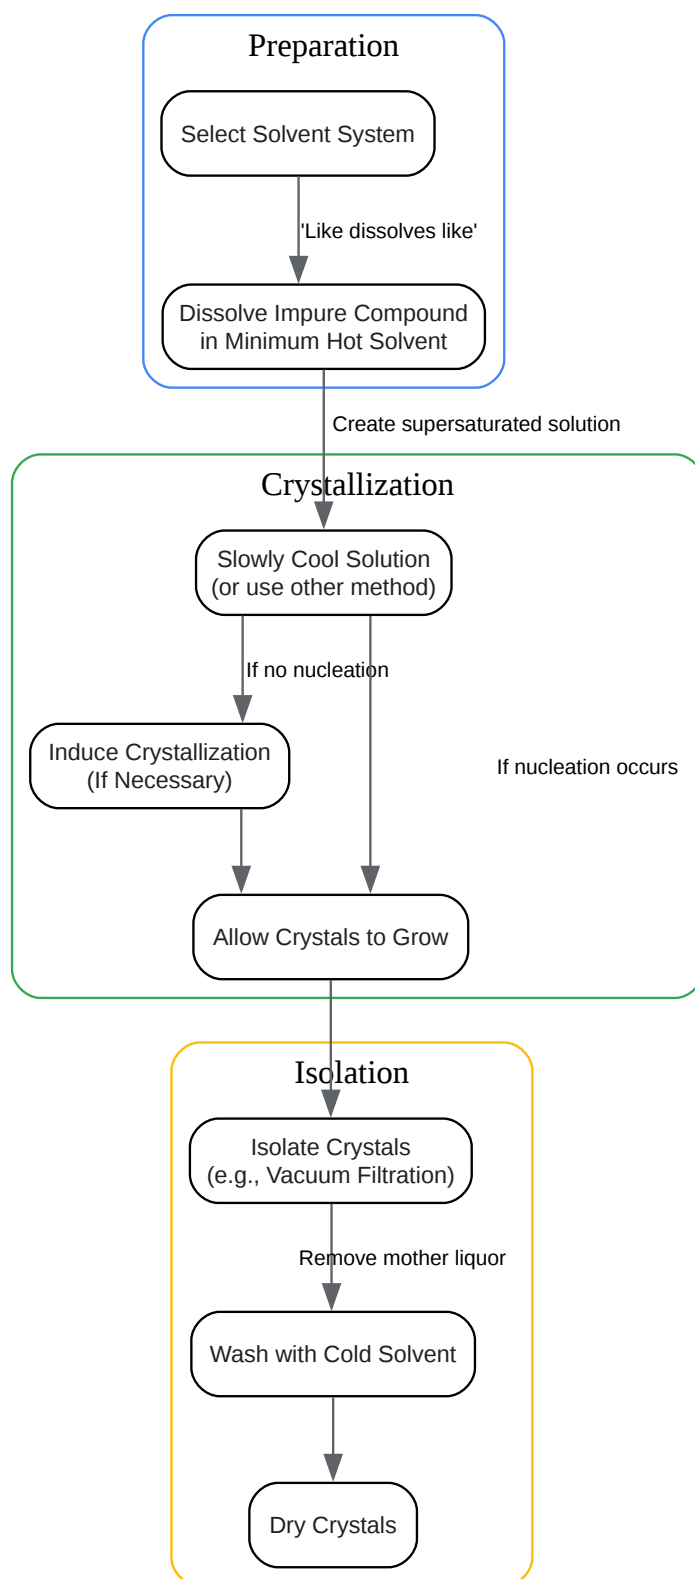 Preparation
Select Solvent System
'Like dissolves like'
Dissolve Impure Compound
in Minimum Hot Solvent
Create supersaturated solution
Crystallization
Slowly Cool Solution
(or use other method)
If no nucleation
Induce Crystallization
(If Necessary)
If nucleation occurs
Allow Crystals to Grow
Isolation
Isolate Crystals
(e.g., Vacuum Filtration)
Remove mother liquor
Wash with Cold Solvent
Dry Crystals